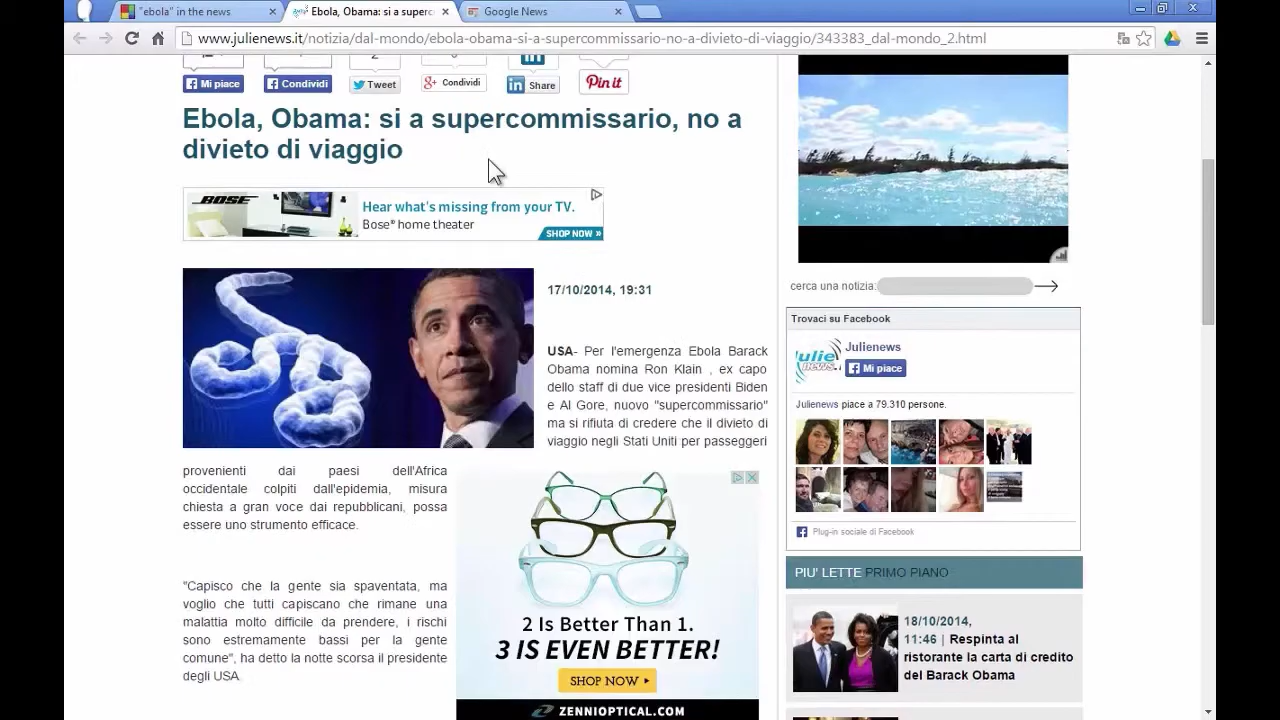 "ebola" in the news
Ebola, Obama: si a superc
Google News
www.julienews.it/notizia/dal-mondo/ebola-obama-si-a-supercommissario-no-a-divieto-di-viaggio/343383_dal-mondo_2.html
Mi piace
Condividi
Tweet
Condividi
Share
Pin it
Ebola, Obama: si a supercommissario, no a
divieto di viaggio
BOSE
Hear what's missing from your TV.
Bose® home theater
SHOP NOW »
17/10/2014, 19:31
USA- Per l'emergenza Ebola Barack
Obama nomina Ron Klain , ex capo
dello staff di due vice presidenti Biden
e Al Gore, nuovo "supercommissario"
ma si rifiuta di credere che il divieto di
viaggio negli Stati Uniti per passeggeri
provenienti dai paesi dell'Africa
occidentale colpiti dall'epidemia, misura
chiesta a gran voce dai repubblicani, possa
essere uno strumento efficace.
"Capisco che la gente sia spaventata, ma
voglio che tutti capiscano che rimane una
malattia molto difficile da prendere, i rischi
sono estremamente bassi per la gente
comune", ha detto la notte scorsa il presidente
degli USA
2 Is Better Than 1.
3 IS EVEN BETTER!
SHOP NOW
ZENNIOPTICAL.COM
cerca una notizia:
Trovaci su Facebook
Julienews
Mi piace
Julienews piace a 79.310 persone.
Plug-in sociale di Facebook
PIU' LETTE PRIMO PIANO
18/10/2014,
11:46 | Respinta al
ristorante la carta di credito
del Barack Obama